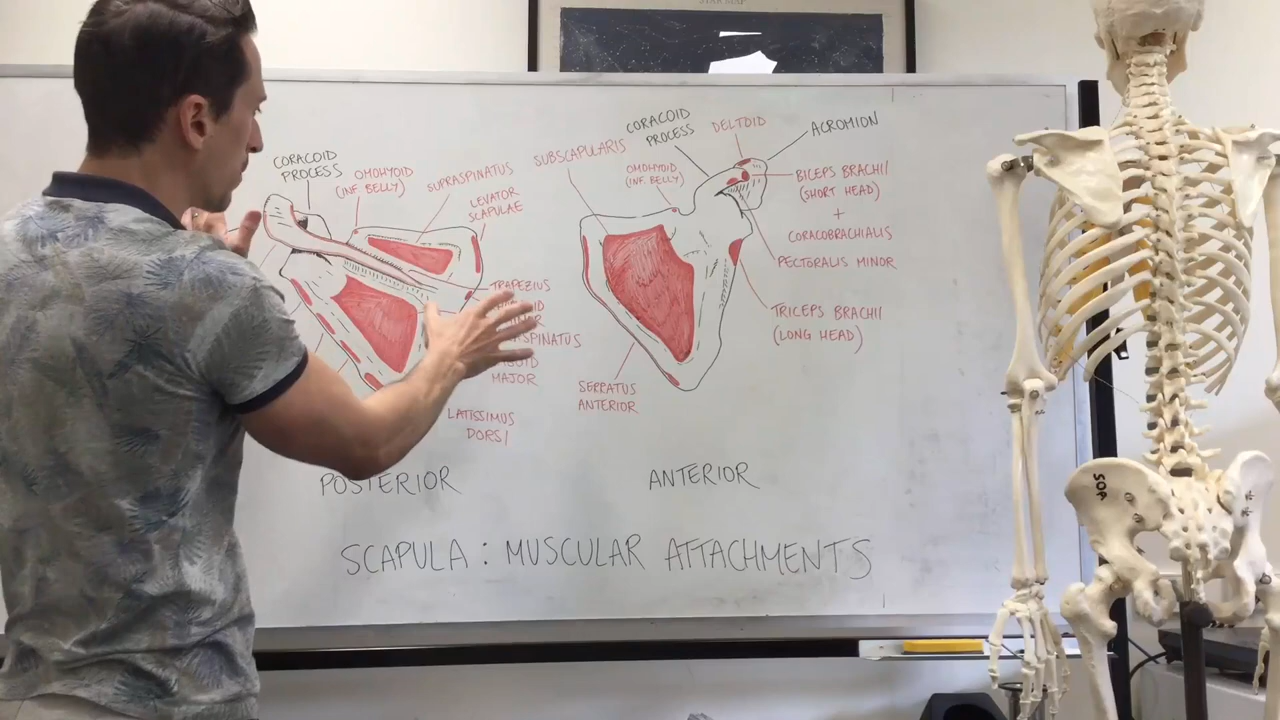 CORACOID
PROCESS
OMOHYOID
(INF. BELLY)
SUPRASPINATUS
LEVATOR
SCAPULAE
TRAPEZIUS
MAJOR
LATISSIMUS
DORSI
POSTERIOR
SUBSCAPULARIS
CORACOID
PROCESS
OMOHYOID
(INF. BELLY)
DELTOID
ACROMION
BICEPS BRACHII
(SHORT HEAD)
+
CORACOBRACHIALIS
PECTORALIS MINOR
TRICEPS BRACHII
(LONG HEAD)
SERRATUS
ANTERIOR
ANTERIOR
SCAPULA : MUSCULAR ATTACHMENTS
SOP